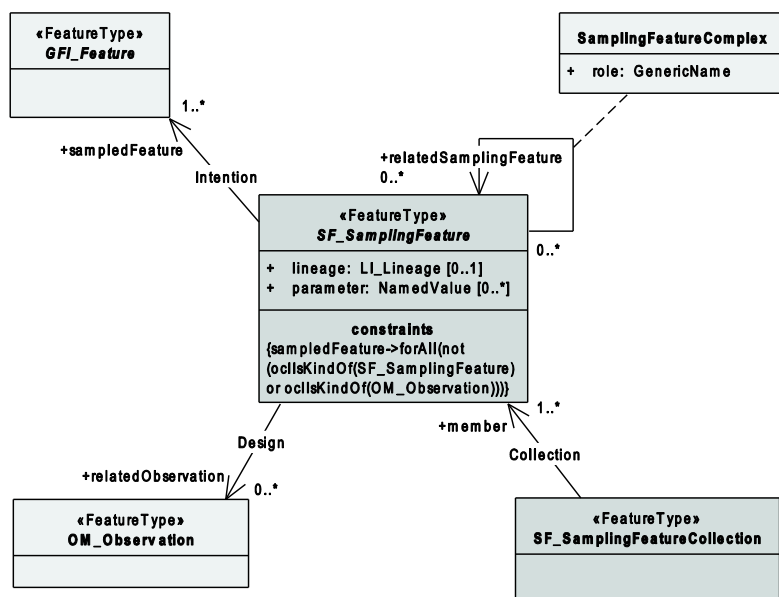 «FeatureType»
GFI_Feature
SamplingFeatureComplex
+ role: GenericName
1..*
+sampledFeature
Intention
+relatedSamplingFeature
0..*
«FeatureType»
SF_SamplingFeature
0..*
+ lineage: LI_Lineage [0..1]
+ parameter: NamedValue [0..*]
constraints
{sampledFeature->forAll(not
(oclIsKindOf(SF_SamplingFeature)
or oclIsKindOf(OM_Observation)))}
1..*
+member
Design
Collection
+relatedObservation
0..*
«FeatureType»
OM_Observation
«FeatureType»
SF_SamplingFeatureCollection